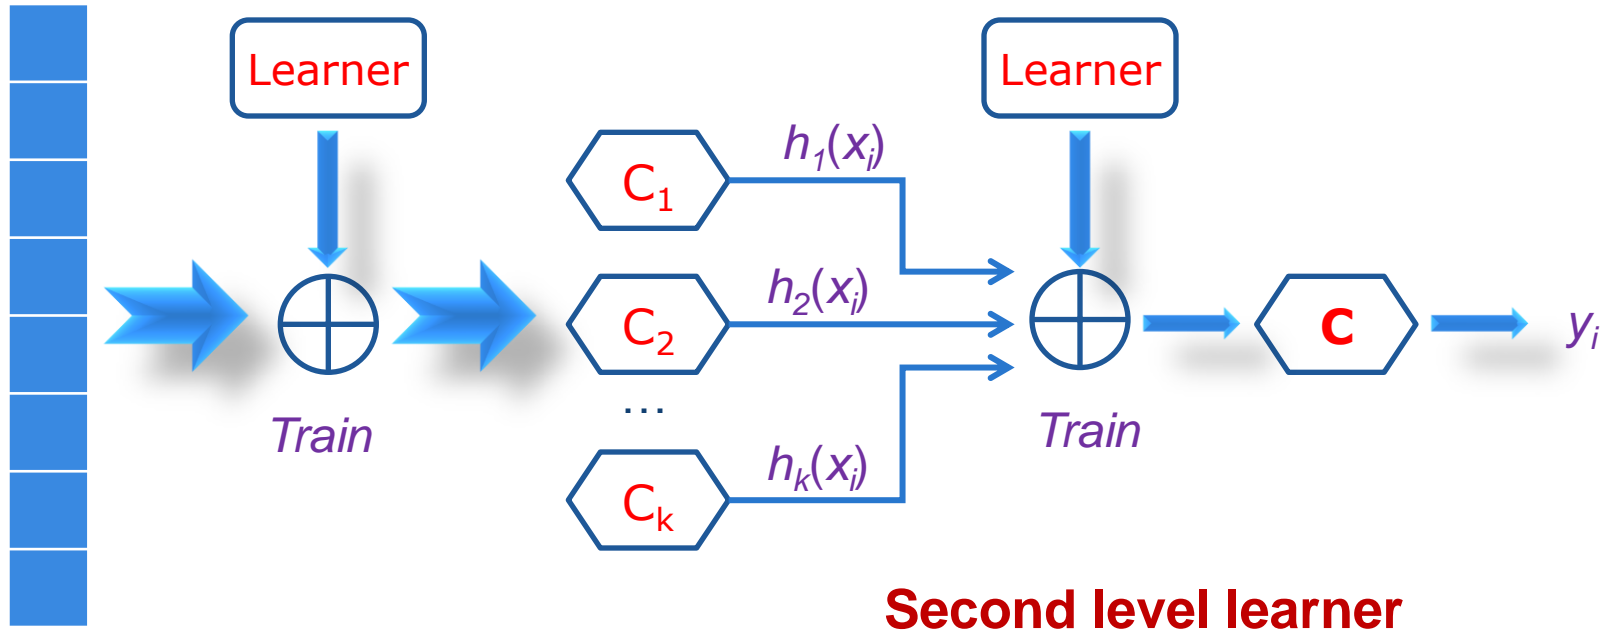 Learner
Learner
C₁
h₁(xᵢ)
C₂
h₂(xᵢ)
...
Cₖ
hₖ(xᵢ)
Train
Train
C
yᵢ
Second level learner